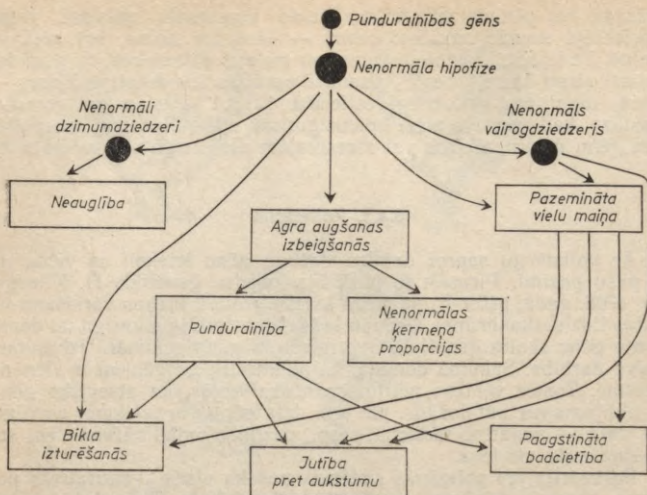 Pundurainības gēns
Nenormāla hipofīze
Nenormāli
dzimumdziedzeri
Nenormāls
vairogdziedzeris
Neauglība
Pazemināta
vielu maiņa
Agra augšanas
izbeigšanās
Pundurainība
Nenormālas
ķermeņa
proporcijas
Bikla
izturēšanās
Jutība
pret aukstumu
Paagstināta
badcietība